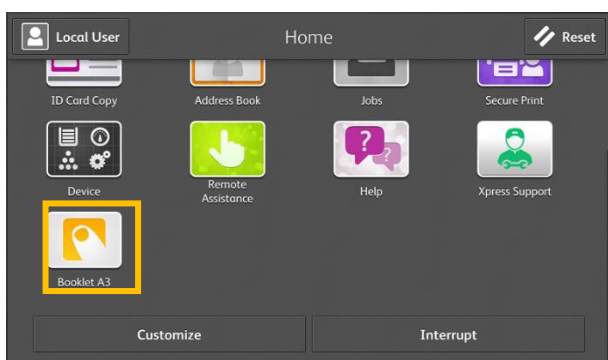 Local User
Home
Reset
ID Card Copy
Address Book
Jobs
Secure Print
Device
Remote
Assistance
Help
Xpress Support
Booklet A3
Customize
Interrupt